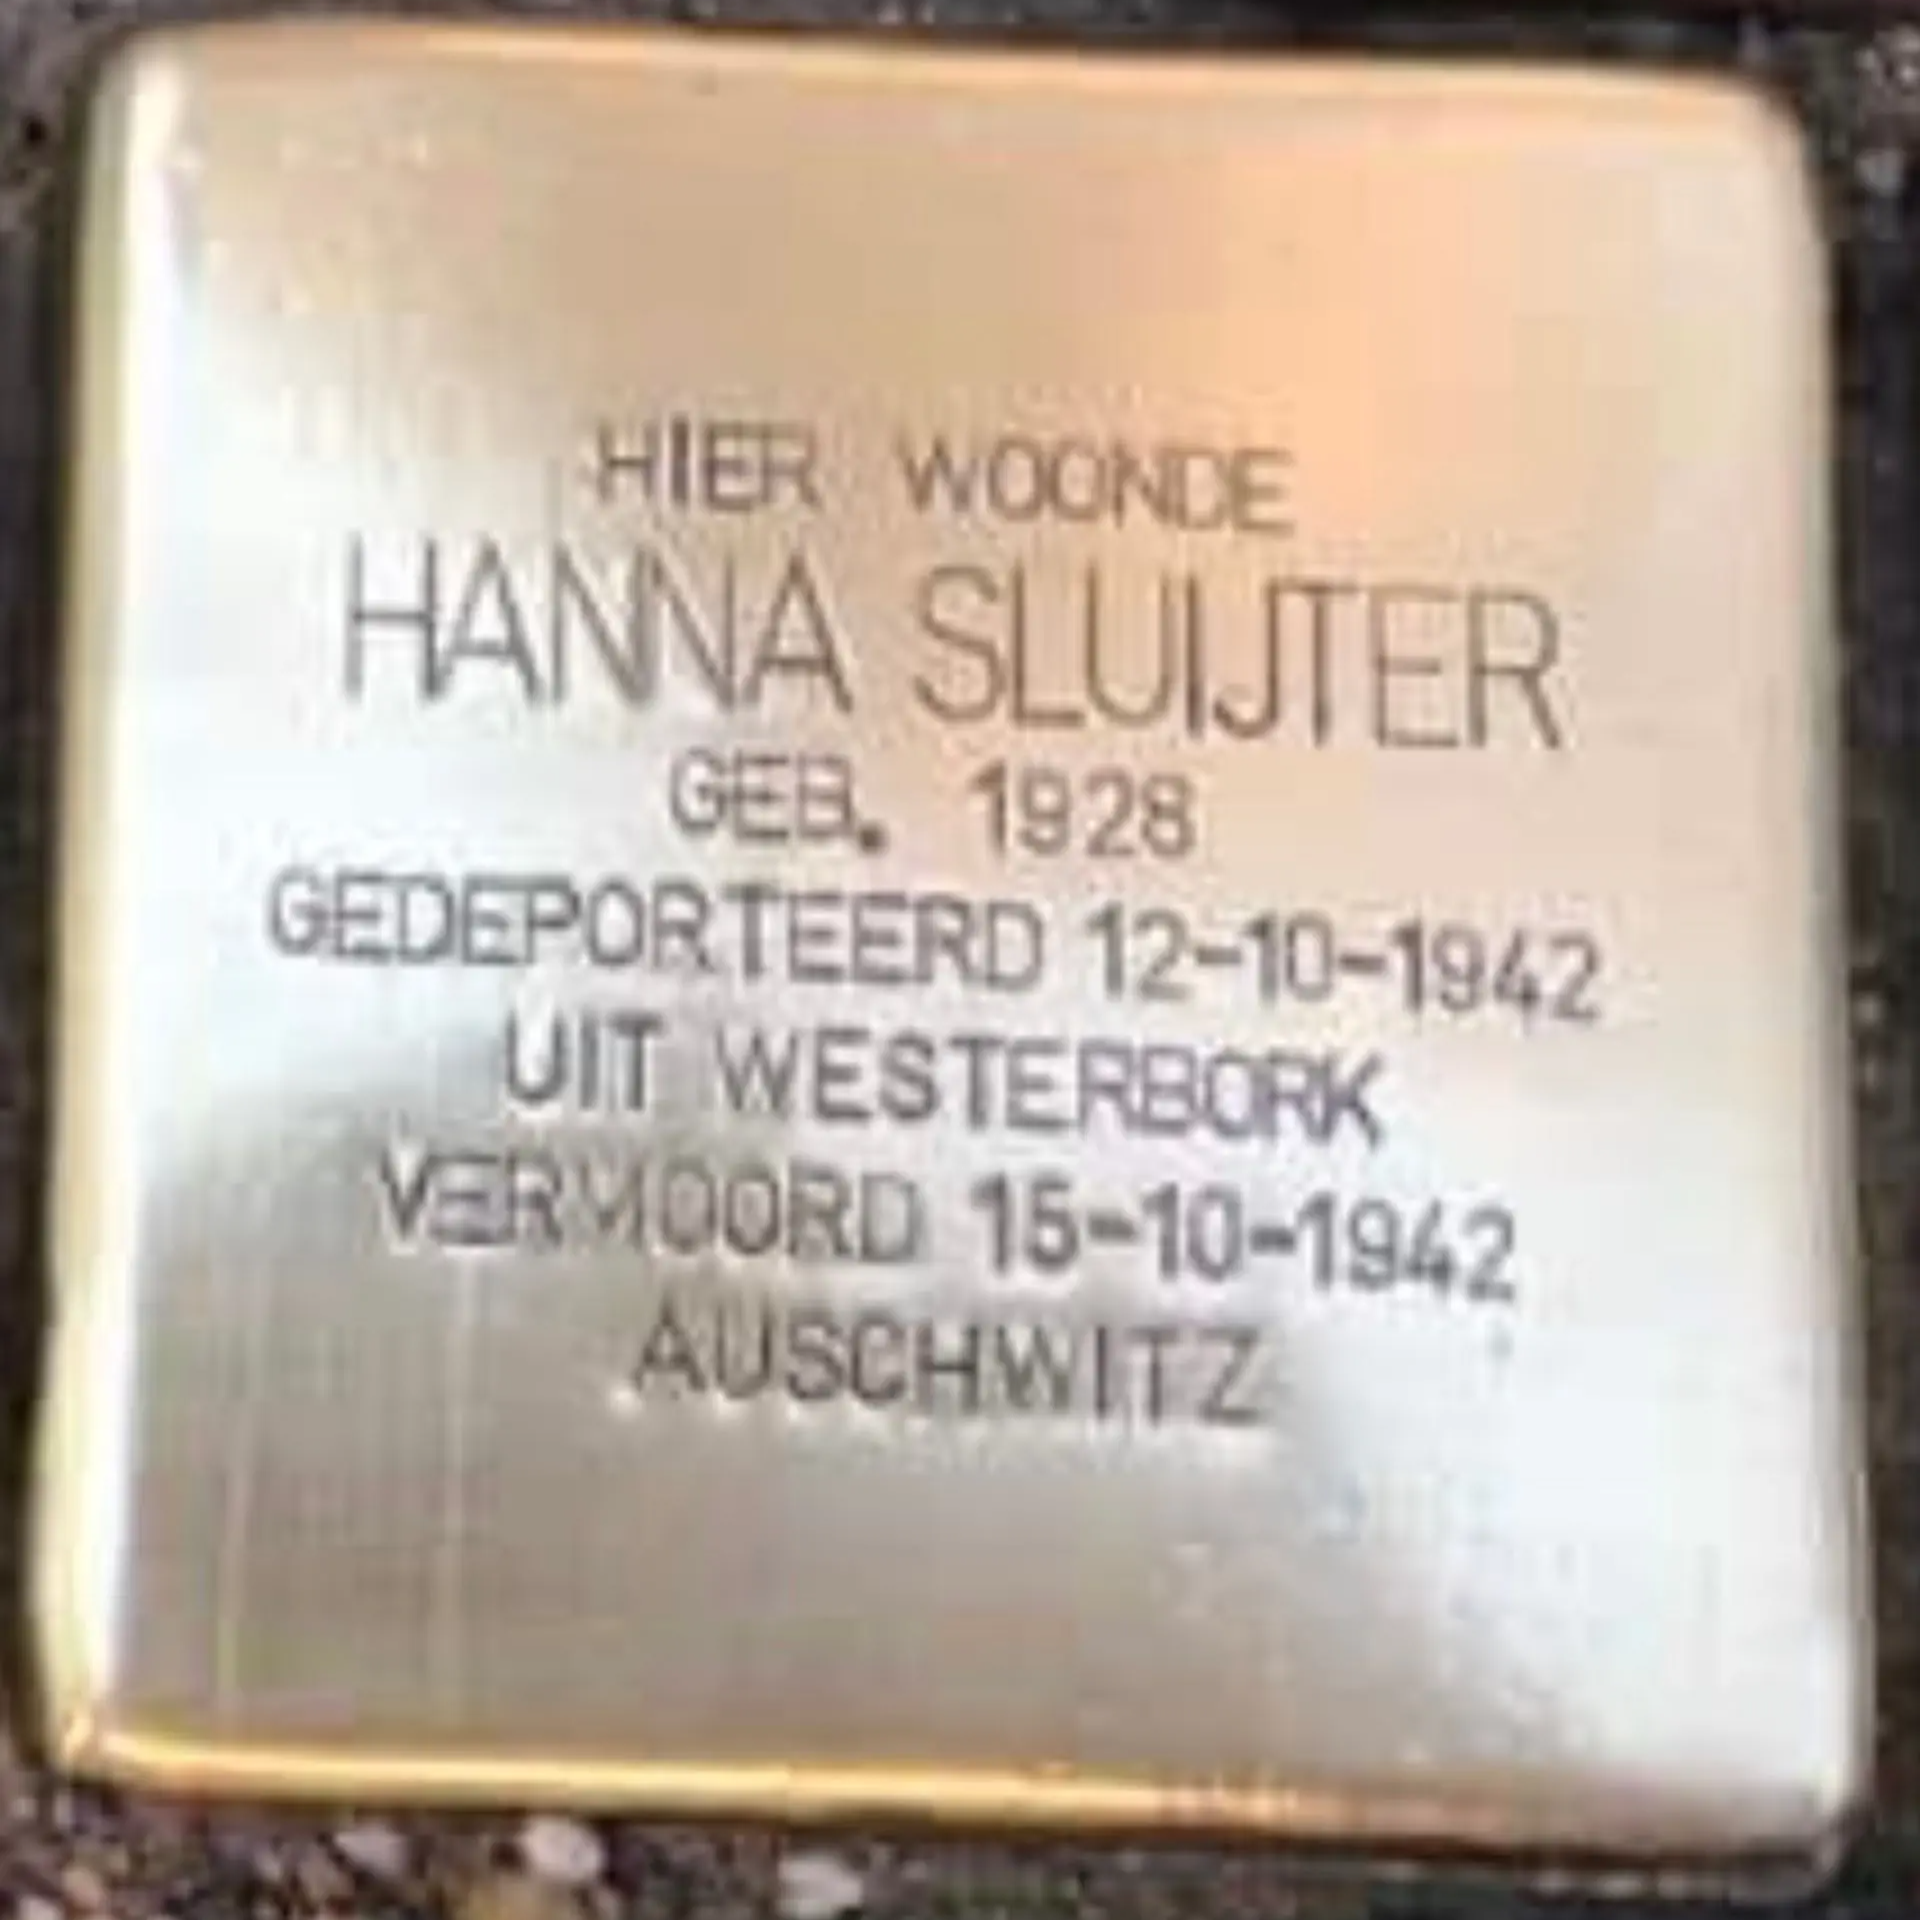 HIER WOONDE
HANNA SLUIJTER
GEB. 1928
GEDEPORTEERD 12-10-1942
UIT WESTERBORK
VERMOORD 15-10-1942
AUSCHWITZ